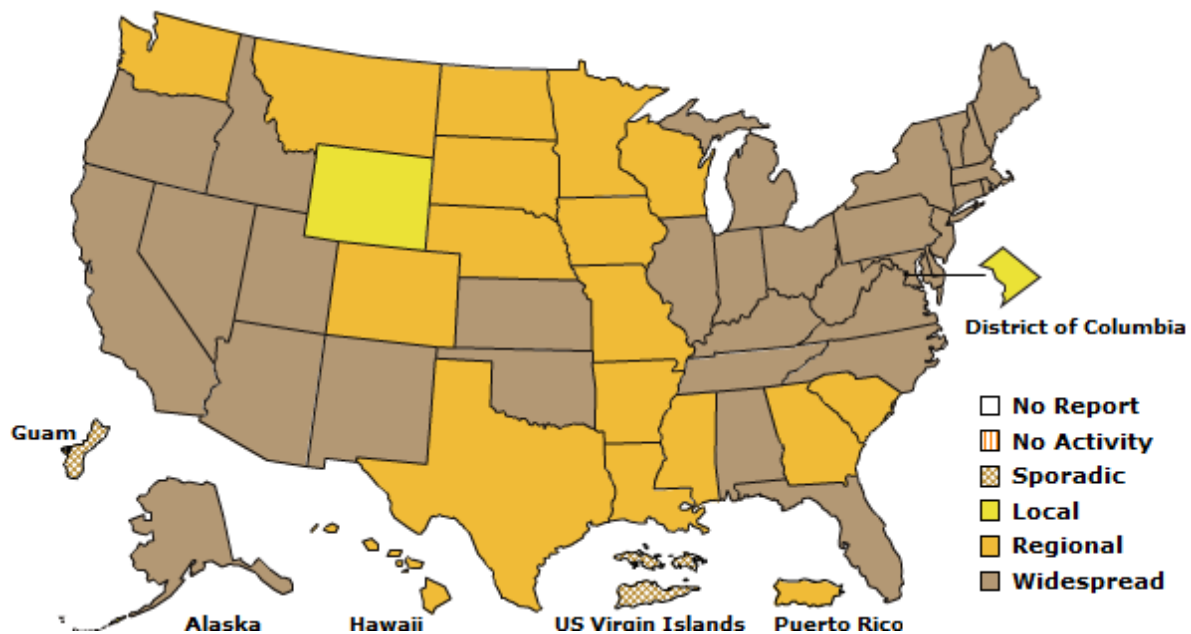 District of Columbia
No Report
Guam
No Activity
Sporadic
Local
Regional
Widespread
Alaska
Hawaii
US Virgin Islands
Puerto Rico